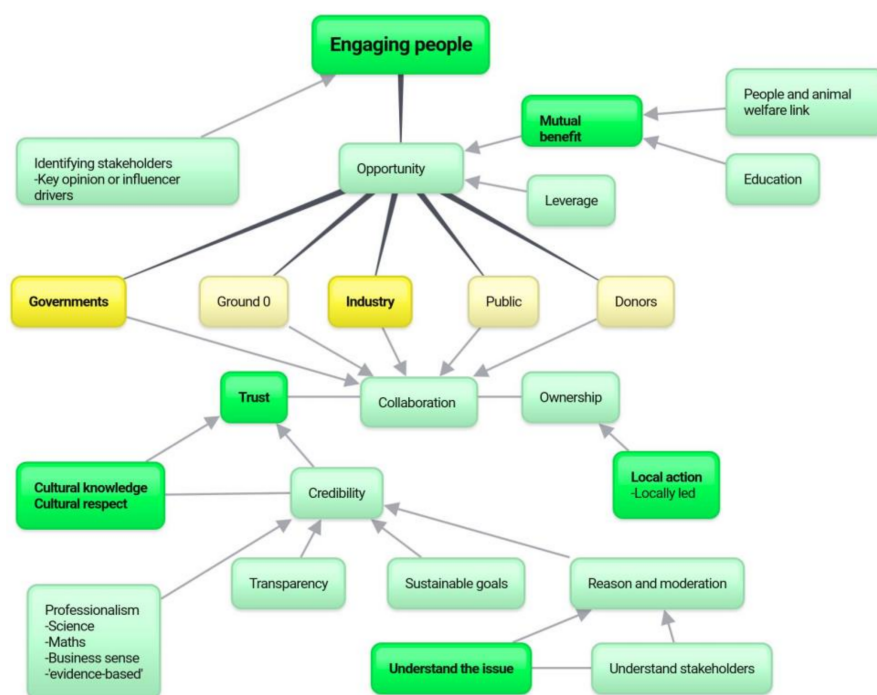 Engaging people
People and animal
welfare link
Mutual
benefit
Identifying stakeholders
-Key opinion or influencer
drivers
Opportunity
Education
Leverage
Governments
Ground 0
Industry
Public
Donors
Trust
Collaboration
Ownership
Cultural knowledge
Cultural respect
Credibility
Local action
-Locally led
Transparency
Sustainable goals
Reason and moderation
Professionalism
-Science
-Maths
-Business sense
-'evidence-based'
Understand the issue
Understand stakeholders